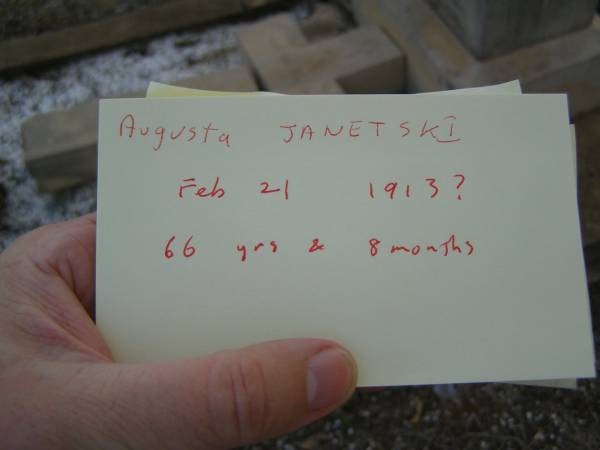 Augusta JANETSKI
Feb 21 1913?
66 yrs & 8 months